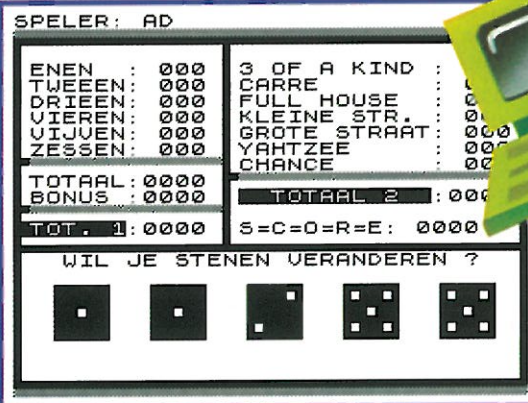 SPELER: AD
ENEN : 000
TWEEEN: 000
DRIEEN: 000
VIEREN: 000
VIJVEN: 000
ZESSEN: 000
TOTAAL:0000
BONUS :0000
TOT. 1:0000
3 OF A KIND :
CARRE :
FULL HOUSE :
KLEINE STR. :
GROTE STRAAT: 000
YAHTZEE : 000
CHANCE : 000
TOTAAL 2 :
S=C=O=R=E: 0000
WIL JE STENEN VERANDEREN ?